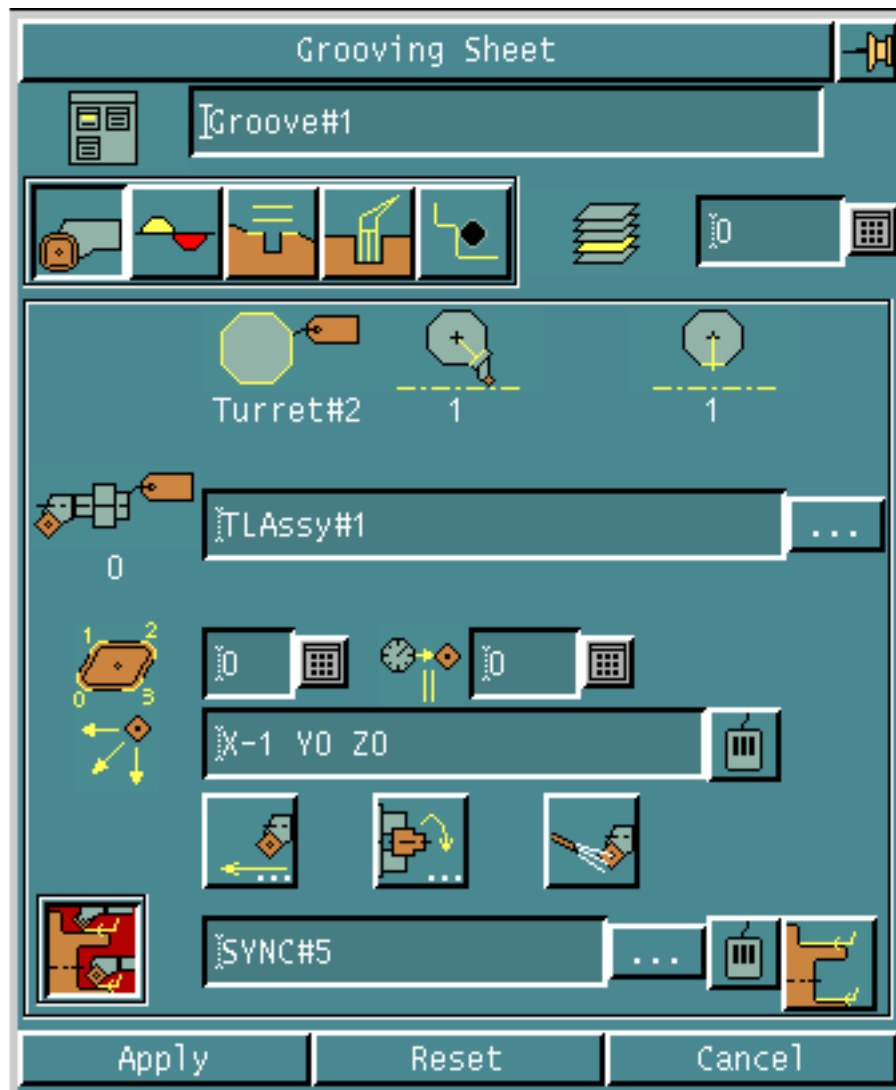 Grooving Sheet
Groove#1
0
Turret#2 1 1
TLAssy#1 ...
0
1 2
0 0
0 3
X-1 Y0 Z0
... ...
SYNC#5 ...
Apply Reset Cancel